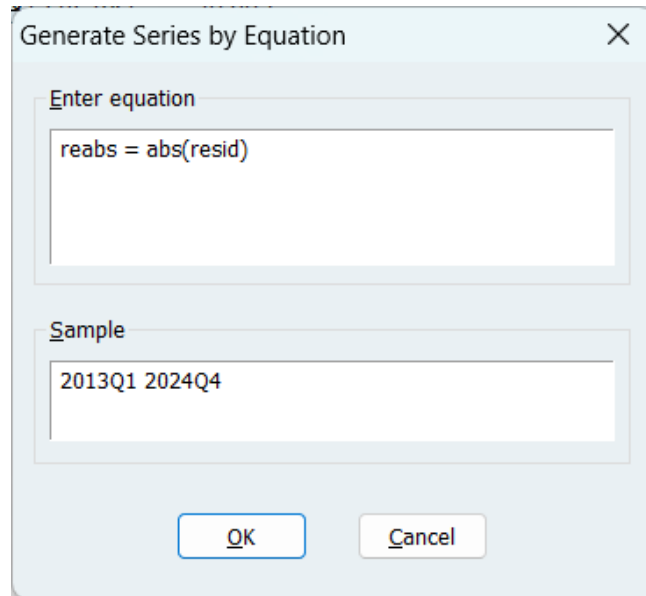 Generate Series by Equation
Enter equation
reabs = abs(resid)
Sample
2013Q1 2024Q4
OK
Cancel